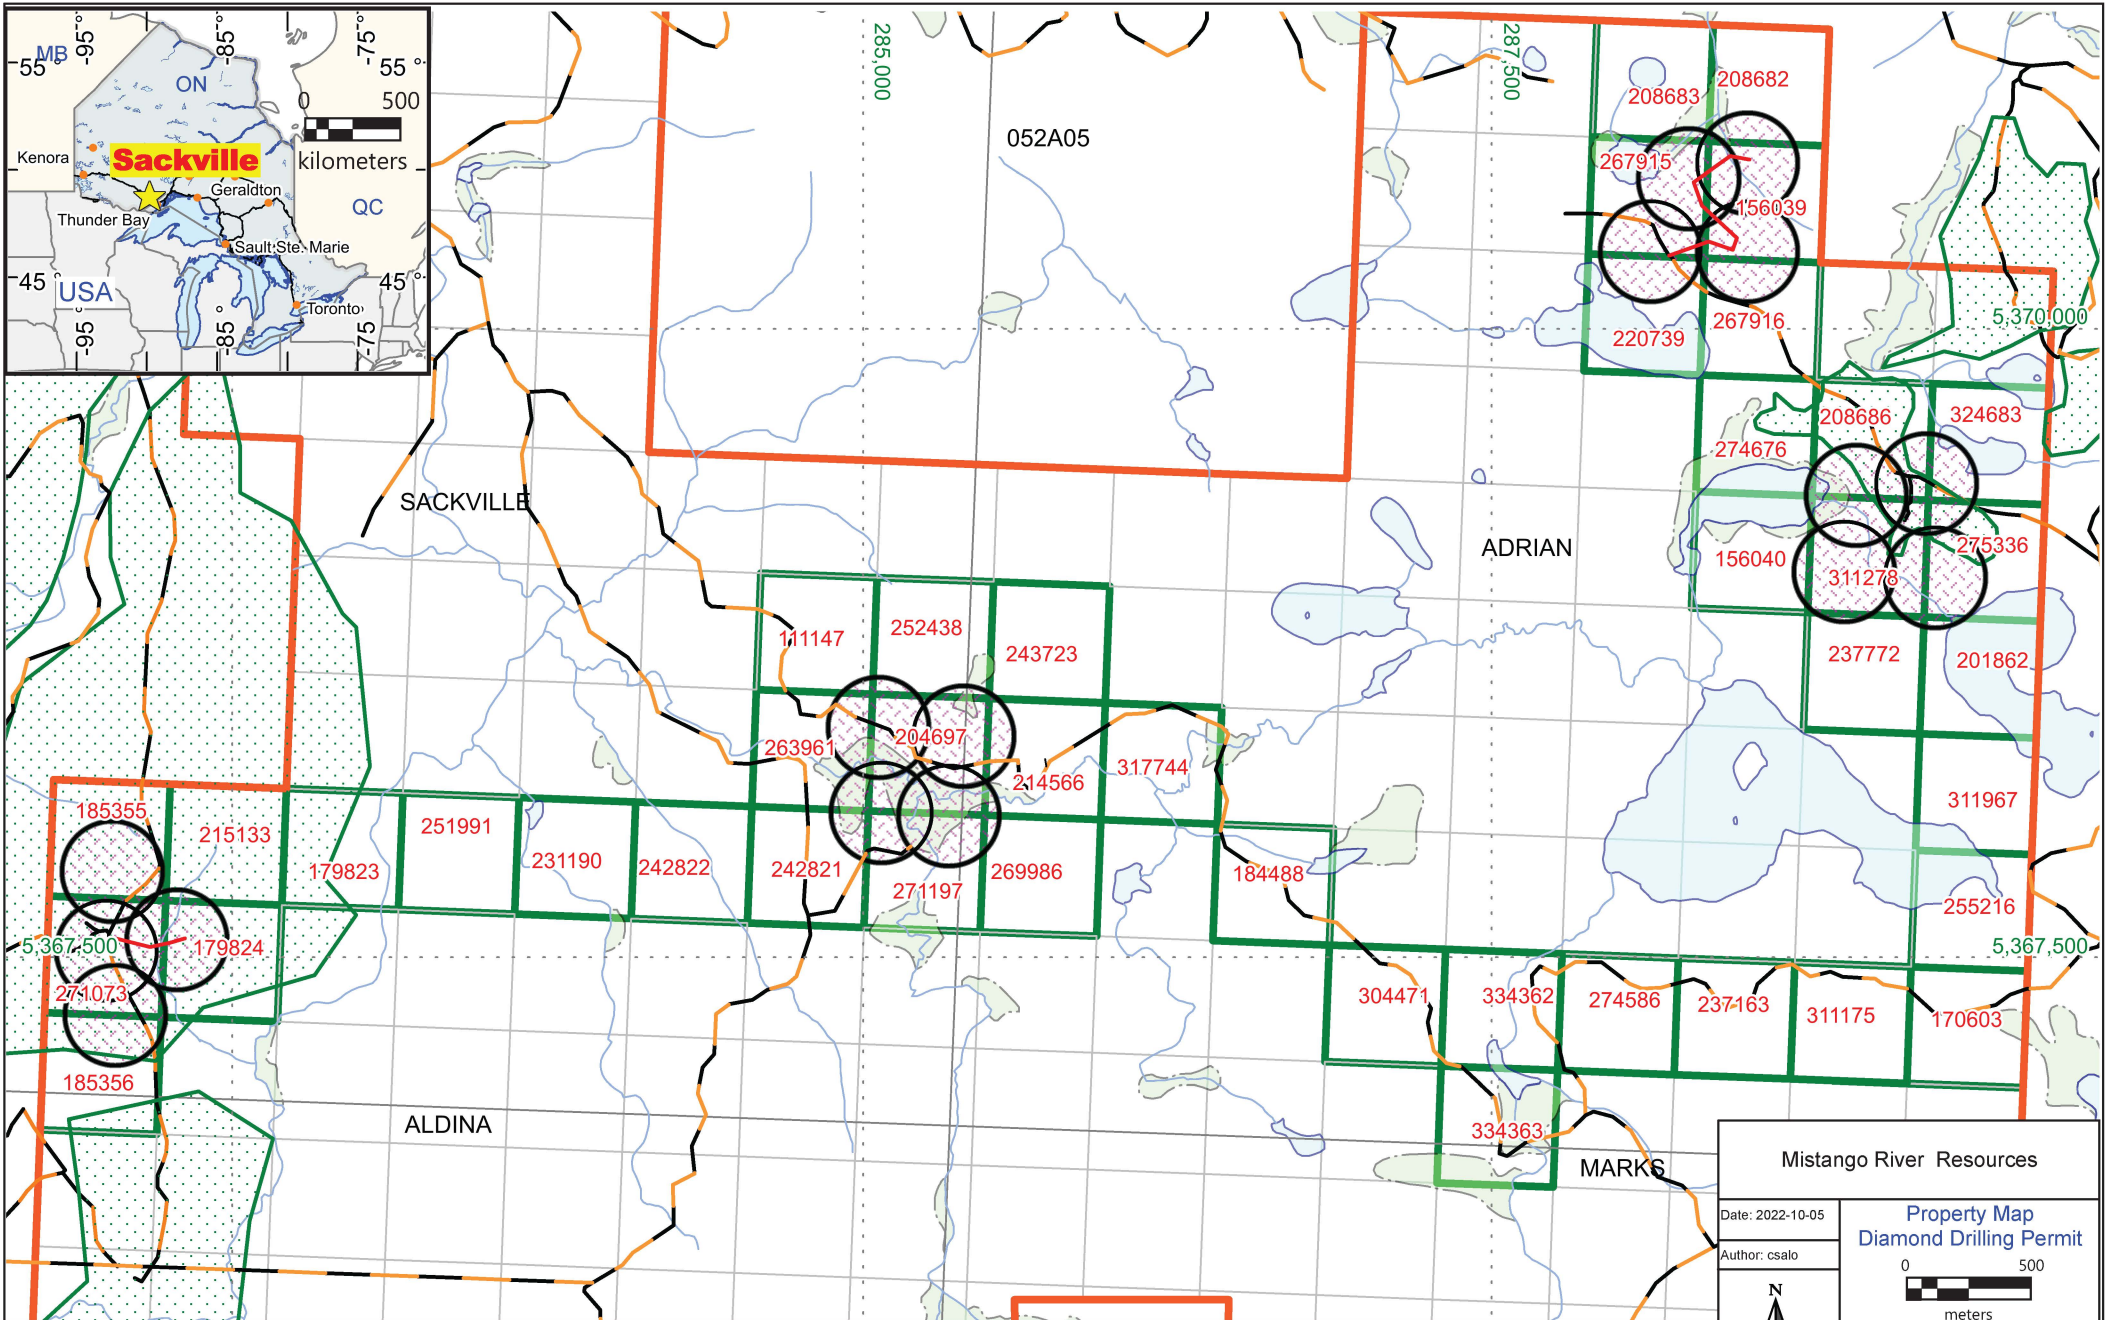 -95°
-85°
-75°
MB
55°
55°
ON
0 500
kilometers
Kenora
Sackville
Geraldton
QC
Thunder Bay
Sault Ste. Marie
45°
45°
USA
Toronto
-95°
-85°
-75°
285,000
287,500
052A05
208682
208683
267915
156039
5,370,000
267916
220739
208686
324683
274676
SACKVILLE
ADRIAN
275336
156040
311278
111147
252438
243723
237772
201862
263961
204697
214566
317744
311967
185355
215133
251991
231190
242822
179823
242821
271197
269986
184488
255216
5,367,500
179824
5,367,500
271073
304471
334362
274586
237163
311175
170603
185356
ALDINA
334363
MARKS
Mistango River Resources
Date: 2022-10-05
Author: csalo
Property Map
Diamond Drilling Permit
0 500
meters
N